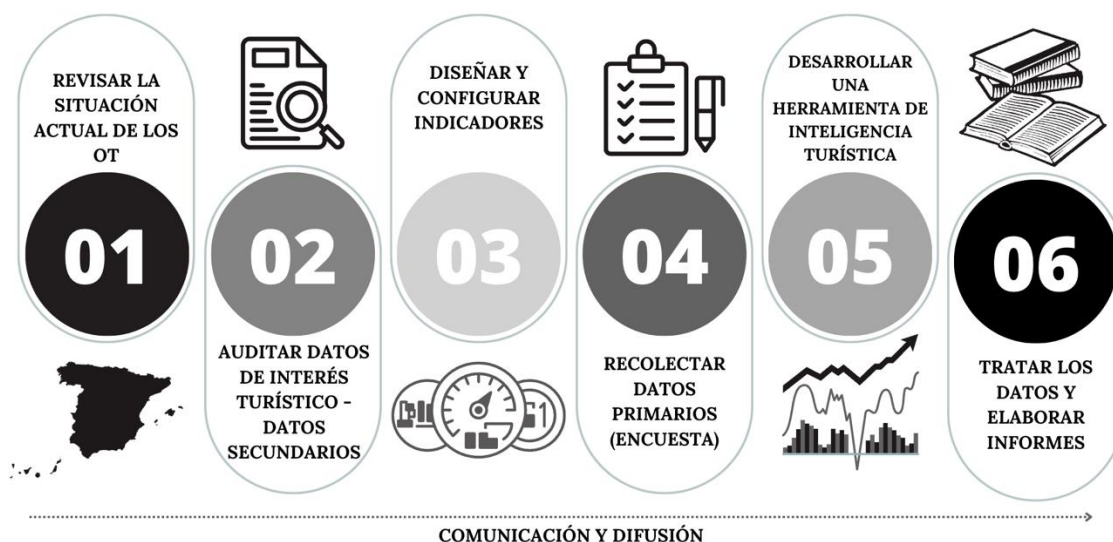 REVISAR LA
SITUACIÓN
ACTUAL DE LOS
OT
01
02
AUDITAR DATOS
DE INTERÉS
TURÍSTICO -
DATOS
SECUNDARIOS
DISEÑAR Y
CONFIGURAR
INDICADORES
03
04
RECOLECTAR
DATOS
PRIMARIOS
(ENCUESTA)
DESARROLLAR
UNA
HERRAMIENTA DE
INTELIGENCIA
TURÍSTICA
05
06
TRATAR LOS
DATOS Y
ELABORAR
INFORMES
COMUNICACIÓN Y DIFUSIÓN